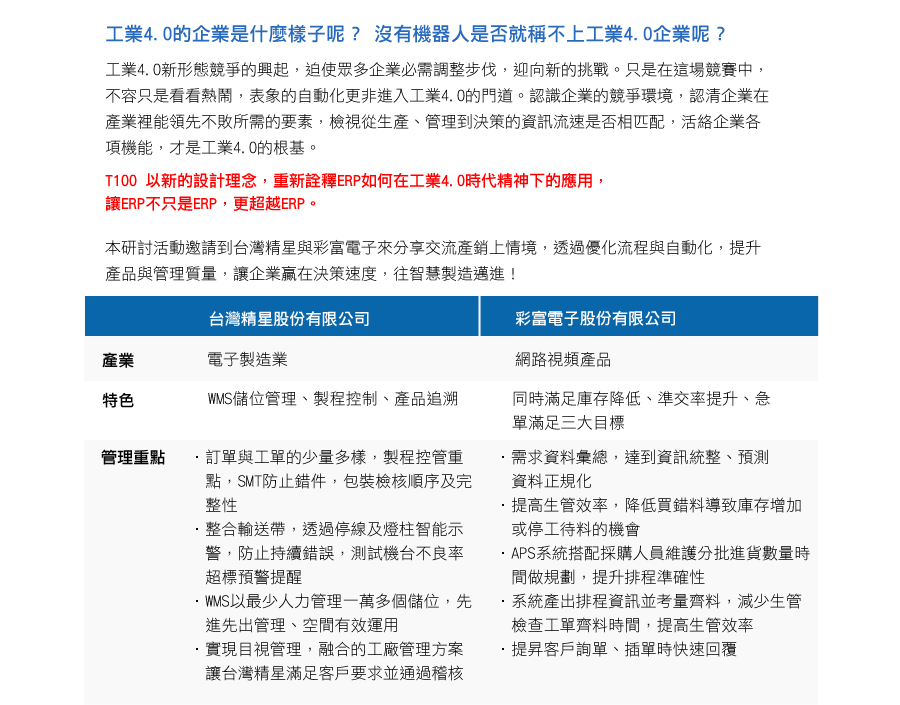 工業4.0的企業是什麼樣子呢？ 沒有機器人是否就稱不上工業4.0企業呢？
工業4.0新形態競爭的興起，迫使眾多企業必需調整步伐，迎向新的挑戰。只是在這場競賽中，
不容只是看看熱鬧，表象的自動化更非進入工業4.0的門道。認識企業的競爭環境，認清企業在
產業裡能領先不敗所需的要素，檢視從生產、管理到決策的資訊流速是否相匹配，活絡企業各
項機能，才是工業4.0的根基。
T100 以新的設計理念，重新詮釋ERP如何在工業4.0時代精神下的應用，
讓ERP不只是ERP，更超越ERP。
本研討活動邀請到台灣精星與彩富電子來分享交流產銷上情境，透過優化流程與自動化，提升
產品與管理質量，讓企業贏在決策速度，往智慧製造邁進！
台灣精星股份有限公司 彩富電子股份有限公司
產業 電子製造業 網路視頻產品
特色 WMS儲位管理、製程控制、產品追溯 同時滿足庫存降低、準交率提升、急
單滿足三大目標
管理重點
．訂單與工單的少量多樣，製程控管重
點，SMT防止錯件，包裝檢核順序及完
整性
．整合輸送帶，透過停線及燈柱智能示
警，防止持續錯誤，測試機台不良率
超標預警提醒
．WMS以最少人力管理一萬多個儲位，先
進先出管理、空間有效運用
．實現目視管理，融合的工廠管理方案
讓台灣精星滿足客戶要求並通過稽核
．需求資料彙總，達到資訊統整、預測
資料正規化
．提高生管效率，降低買錯料導致庫存增加
或停工待料的機會
．APS系統搭配採購人員維護分批進貨數量時
間做規劃，提升排程準確性
．系統產出排程資訊並考量齊料，減少生管
檢查工單齊料時間，提高生管效率
．提昇客戶詢單、插單時快速回覆